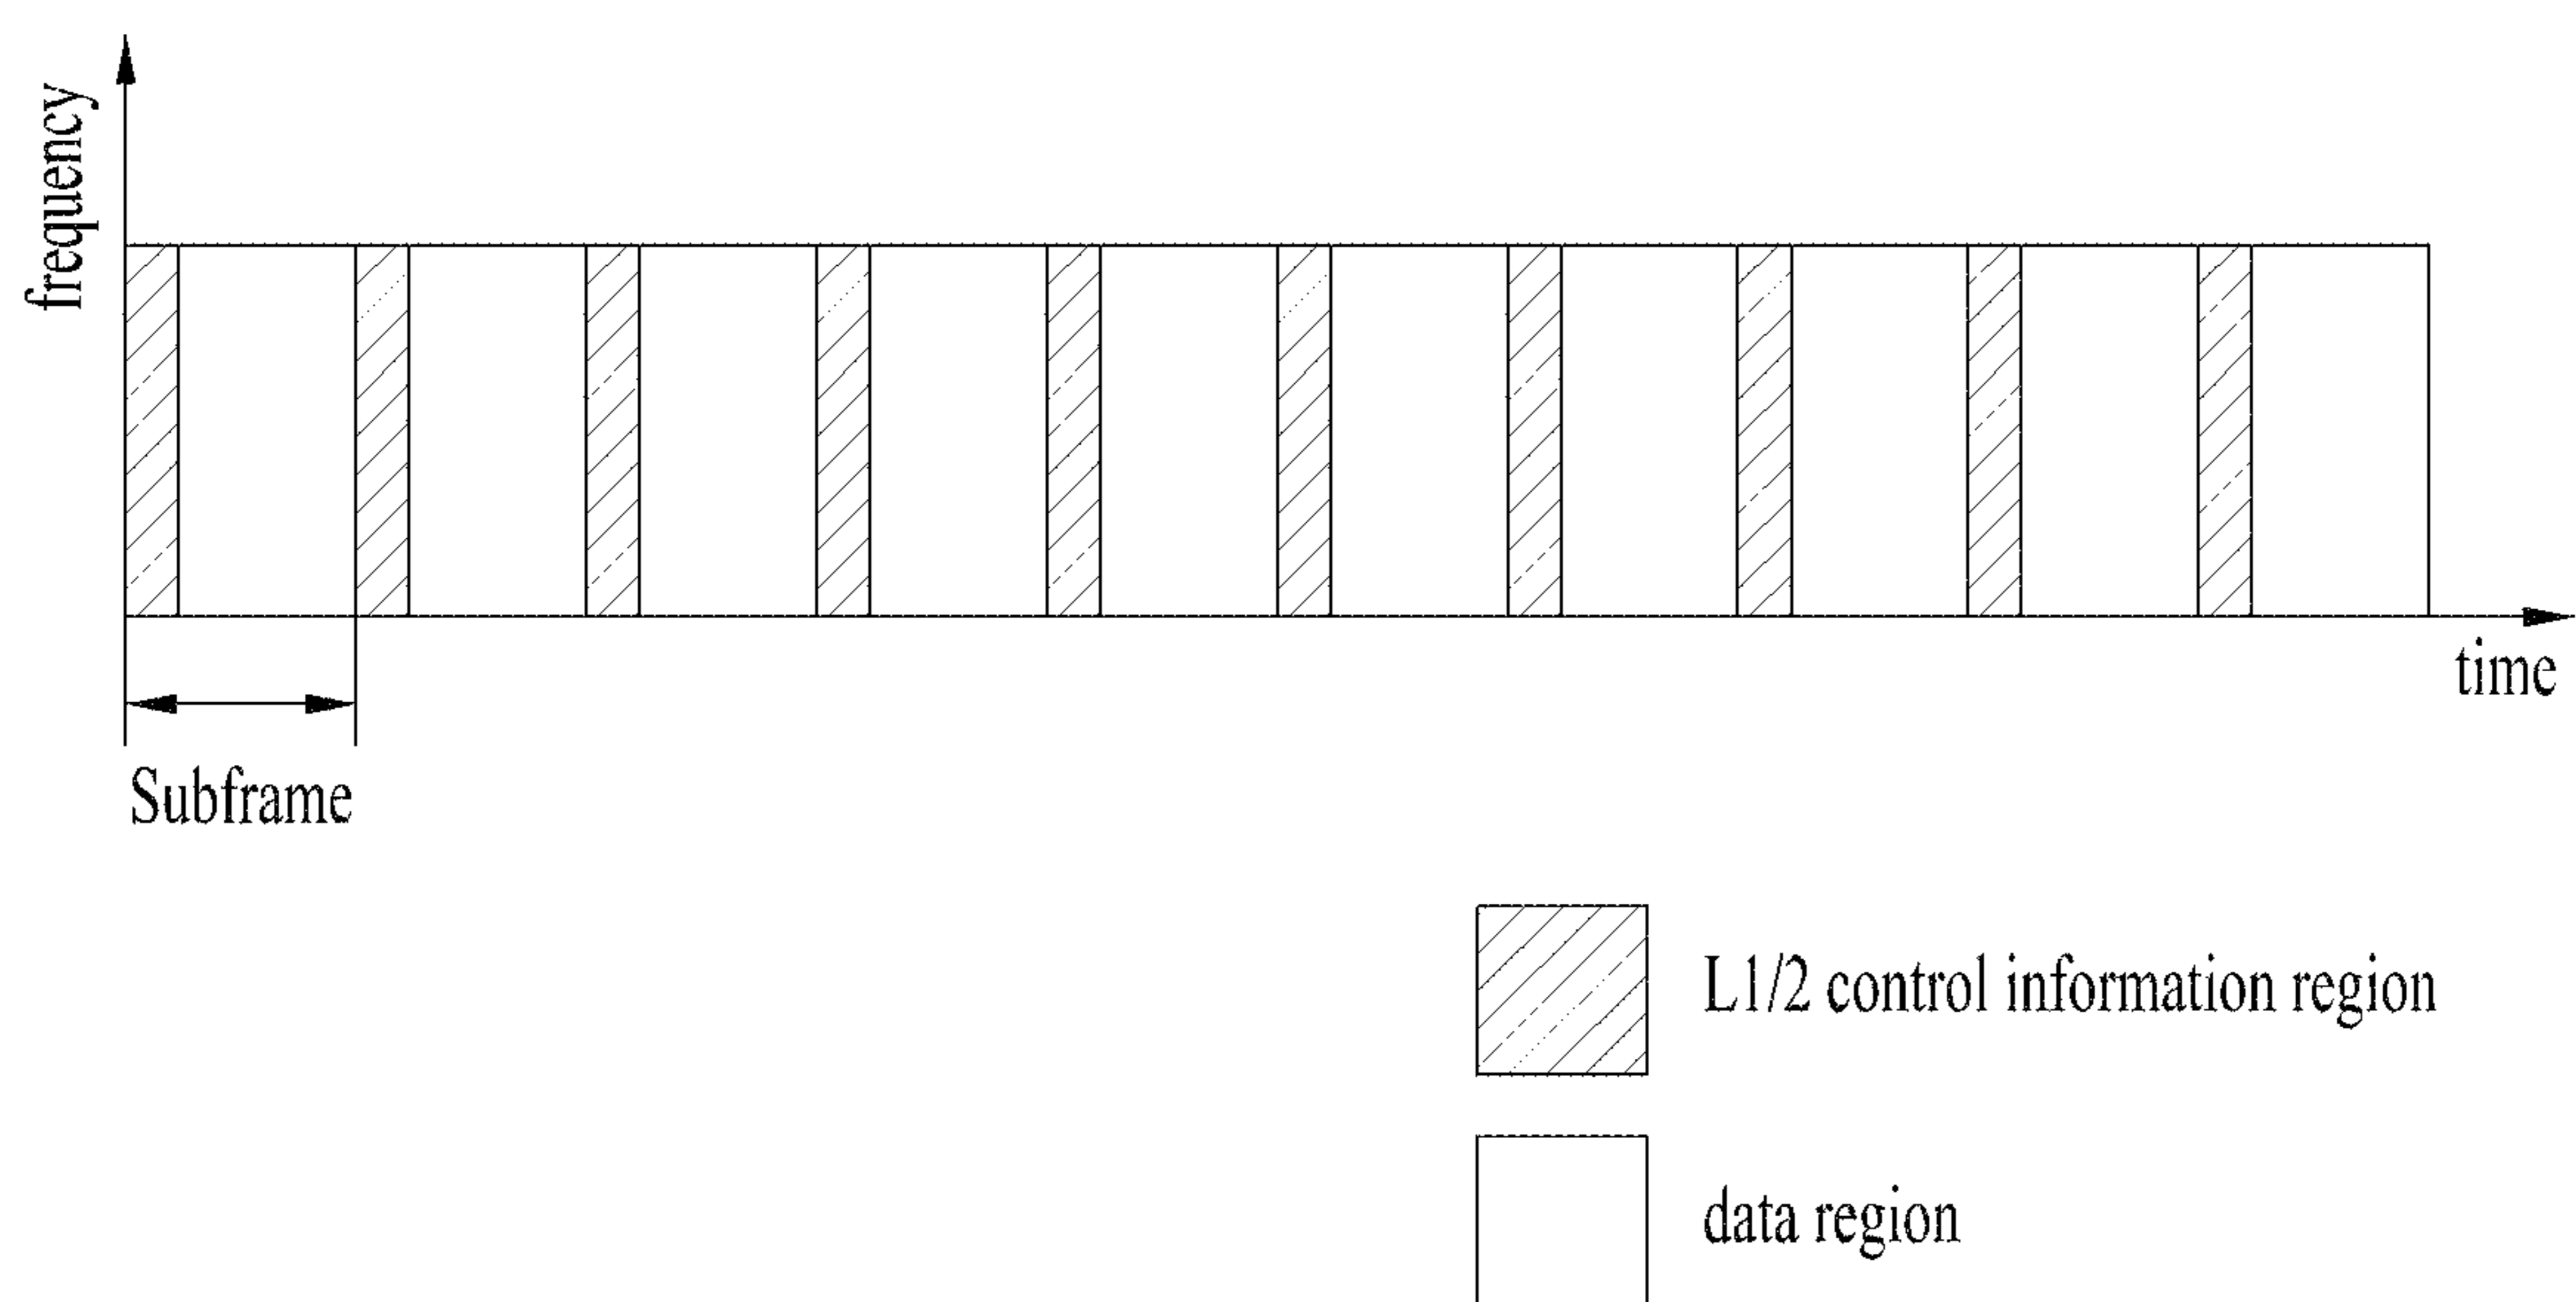 frequency
time
Subframe
L1/2 control information region
data region